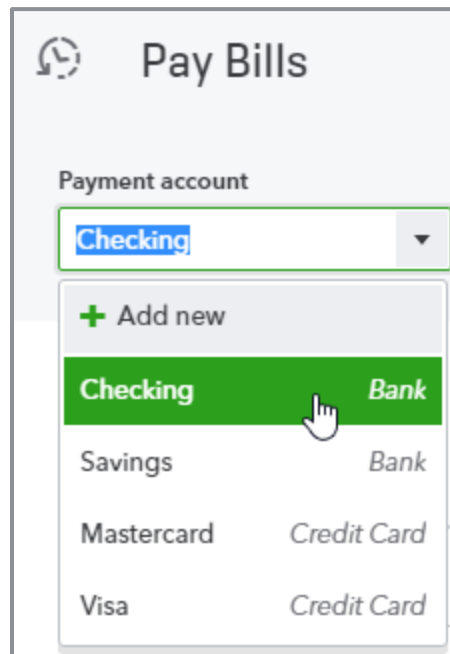 Pay Bills
Payment account
Checking
Add new
Checking Bank
Savings Bank
Mastercard Credit Card
Visa Credit Card